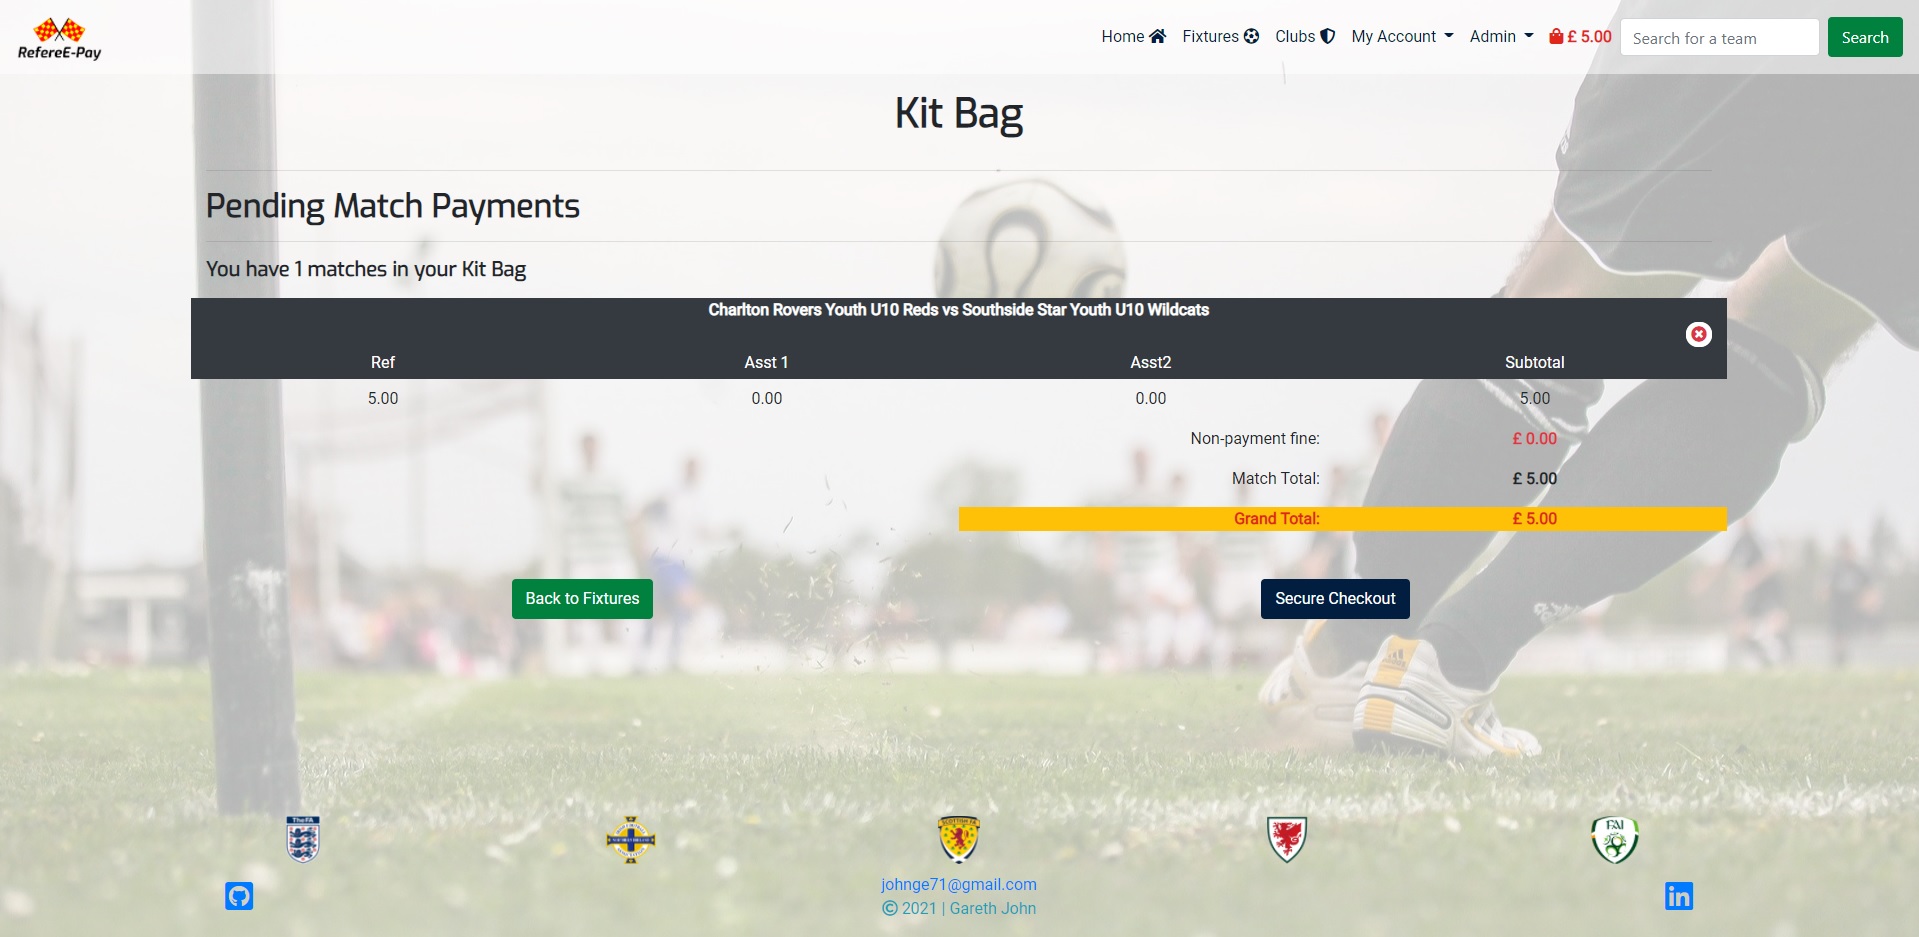 RefereE-Pay
Home Fixtures Clubs My Account Admin £ 5.00 Search for a team Search
Kit Bag
Pending Match Payments
You have 1 matches in your Kit Bag
Charlton Rovers Youth U10 Reds vs Southside Star Youth U10 Wildcats
Ref Asst 1 Asst2 Subtotal
5.00 0.00 0.00 5.00
Non-payment fine: £ 0.00
Match Total: £ 5.00
Grand Total: £ 5.00
Back to Fixtures Secure Checkout
adidas
The FA SCOTTISH FA FAI
johnge71@gmail.com
in
© 2021 | Gareth John